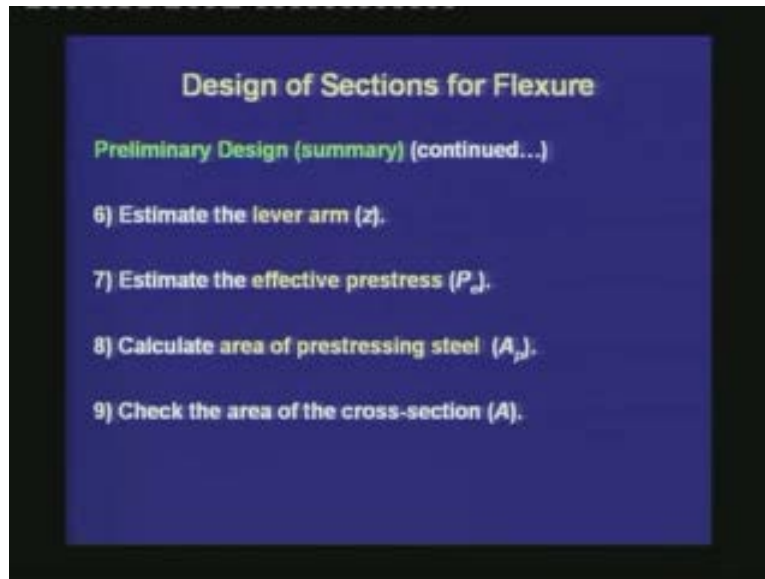 Design of Sections for Flexure
Preliminary Design (summary) (continued...)
6) Estimate the lever arm (z).
7) Estimate the effective prestress (Pe).
8) Calculate area of prestressing steel (Ap).
9) Check the area of the cross-section (A).